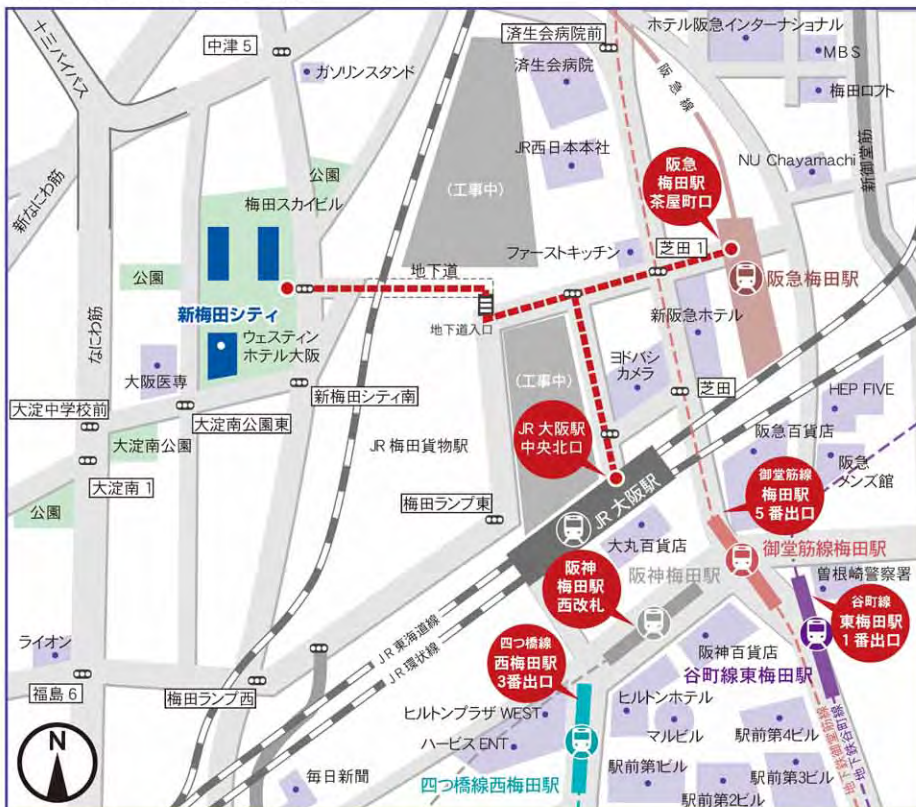 済生会病院前
ホテル阪急インターナショナル
十三バイパス
中津 5
MBS
ガソリンスタンド
済生会病院
阪急線
梅田ロフト
JR西日本本社
NU Chayamachi
新御堂筋
公園
(工事中)
阪急
梅田駅
茶屋町口
新なにわ筋
梅田スカイビル
ファーストキッチン
芝田 1
地下道
公園
阪急梅田駅
新梅田シティ
地下道入口
新阪急ホテル
なにわ筋
ウェスティン
ホテル大阪
ヨドバシ
カメラ
大阪医専
(工事中)
芝田
HEP FIVE
新梅田シティ南
大淀中学校前
大淀南公園東
JR 大阪駅
中央北口
阪急百貨店
大淀南公園
JR 梅田貨物駅
阪急
メンズ館
大淀南 1
御堂筋線
梅田駅
5 番出口
公園
梅田ランプ東
JR 大阪駅
大丸百貨店
御堂筋線梅田駅
阪神梅田駅
曽根崎警察署
阪神
梅田駅
西改札
谷町線
東梅田駅
1 番出口
ライオン
JR 東海道線
JR 環状線
四つ橋線
西梅田駅
3番出口
阪神百貨店
谷町線東梅田駅
福島 6
梅田ランプ西
ヒルトンホテル
ヒルトンプラザ WEST
マルビル
駅前第4ビル
ハービス ENT
地下鉄御堂筋線
地下鉄谷町線
N
毎日新聞
四つ橋線西梅田駅
駅前第1ビル
駅前第3ビル
駅前第2ビル